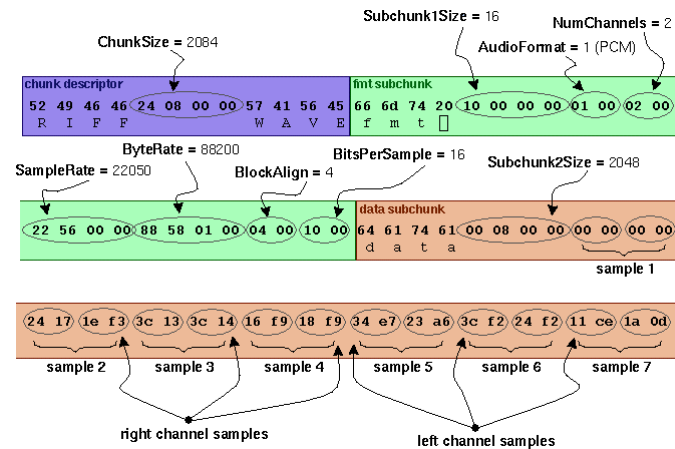 Subchunk1Size = 16
NumChannels = 2
ChunkSize = 2084
AudioFormat = 1 (PCM)
chunk descriptor
fmt subchunk
52 49 46 46 24 08 00 00 57 41 56 45 66 6d 74 20 10 00 00 00 01 00 02 00
R I F F W A V E f m t
ByteRate = 88200
BitsPerSample = 16
SampleRate = 22050
BlockAlign = 4
Subchunk2Size = 2048
data subchunk
22 56 00 00 88 58 01 00 04 00 10 00 64 61 74 61 00 08 00 00 00 00 00 00
d a t a
sample 1
24 17 1e f3 3c 13 3c 14 16 f9 18 f9 34 e7 23 a6 3c f2 24 f2 11 ce 1a 0d
sample 2 sample 3 sample 4 sample 5 sample 6 sample 7
right channel samples
left channel samples